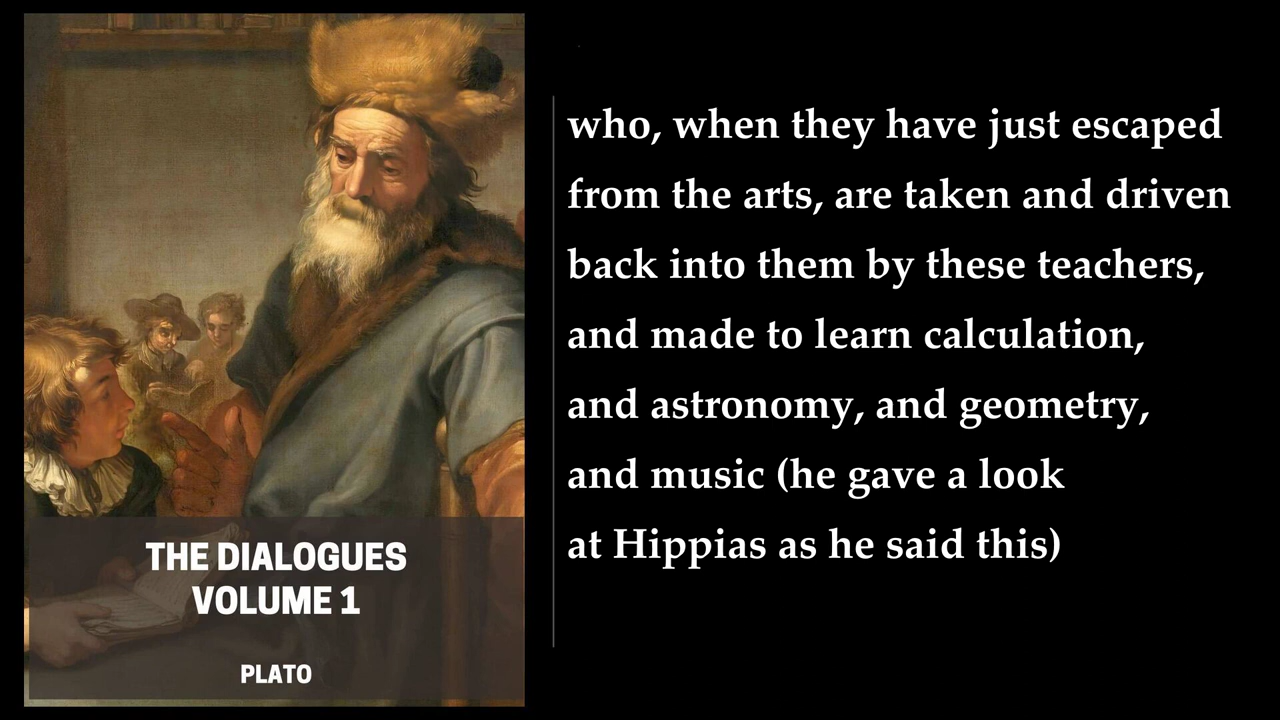 THE DIALOGUES
VOLUME 1
PLATO
who, when they have just escaped
from the arts, are taken and driven
back into them by these teachers,
and made to learn calculation,
and astronomy, and geometry,
and music (he gave a look
at Hippias as he said this)